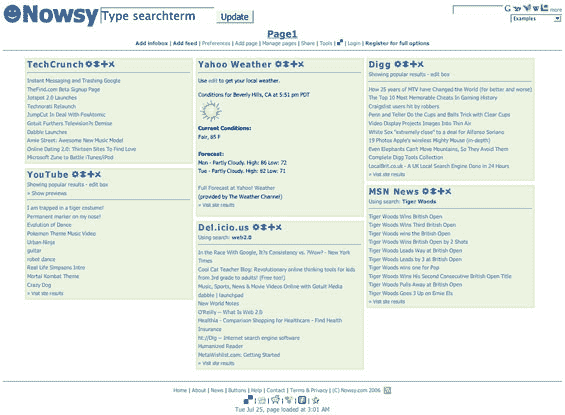 Nowsy
Type searchterm
Update
more
Examples
Page1
Add infobox | Add feed | Preferences | Add page | Manage pages | Share | Tools | Login | Register for full options
TechCrunch
Instant Messaging and Trashing Google
TheFind.com Beta Signup Page
Jotspot 2.0 Launches
Technorati Relaunch
JumpCut In Deal With Fowlsomic
Gotuit Furthers Television?s Demise
Dabble Launches
Amie Street: Awesome New Music Model
Online Dating 2.0: Thirteen Sites To Find Love
Microsoft Zune to Battle iTunes/iPod
YouTube
Showing popular results - edit box
» Show previews
I am trapped in a tiger costume!
Permanent marker on my nose!
Evolution of Dance
Pokemon Theme Music Video
Urban Ninja
guitar
robot dance
Real Life Simpsons Intro
Mortal Kombat Theme
Crazy Dog
» Visit site results
Yahoo Weather
Use edit to get your local weather.
Conditions for Beverly Hills, CA at 5:51 pm PDT
Current Conditions:
Fair, 85 F
Forecast:
Mon - Partly Cloudy. High: 86 Low: 72
Tue - Partly Cloudy. High: 62 Low: 71
Full Forecast at Yahoo! Weather
(provided by The Weather Channel)
» Visit site results
Del.icio.us
Using search: web2.0
In the Race With Google, It?s Consistency vs. ?Wow? - New York
Times
Cool Cat Teacher Blog: Revolutionary online thinking tools for kids
from 3rd grade to adults! (Free too!)
Music, Sports, News & Movie Videos Online with Gotuit Media
dabble | launchpad
New World Notes
O'Reilly -- What Is Web 2.0
Healthia - Comparison Shopping for Healthcare - Find Health
Insurance
ht://Dig -- Internet search engine software
Humanized Reader
MetaWishlist.com: Getting Started
» Visit site results
Digg
Showing popular results - edit box
How 25 years of MTV have Changed the World (for better and worse)
The Top 10 Most Memorable Cheats In Gaming History
Craigslist users hit by robbers
Penn and Teller Do the Cups and Balls Trick with Clear Cups
Video Display Projects Images Into Thin Air
White Sox "extremely close" to a deal for Alfonso Soriano
19 Photos Apple's wireless Mighty Mouse (in-depth)
Even Elephants Can't Move Mountains, So They Avoid Them
Complete Digg Tools Collection
LocalBrit.co.uk - A UK Local Search Engine Done in 24 Hours
» Visit site results
MSN News
Using search: Tiger Woods
Tiger Woods Wins British Open
Tiger Woods Wins Third British Open
Tiger Woods wins the British Open
Tiger Woods Wins British Open by 2 Shots
Tiger Woods Leads Way at British Open
Tiger Woods Leads by 3 at British Open
Tiger Woods wins one for Pop
Tiger Woods Wins His Second Consecutive British Open Title
Tiger Woods Pulls Away at British Open
Tiger Woods Goes 3 Up on Ernie Els
» Visit site results
Home | About | News | Buttons | Help | Contact | Terms & Privacy | (C) Nowsy.com 2006
Tue Jul 25, page loaded at 3:01 AM